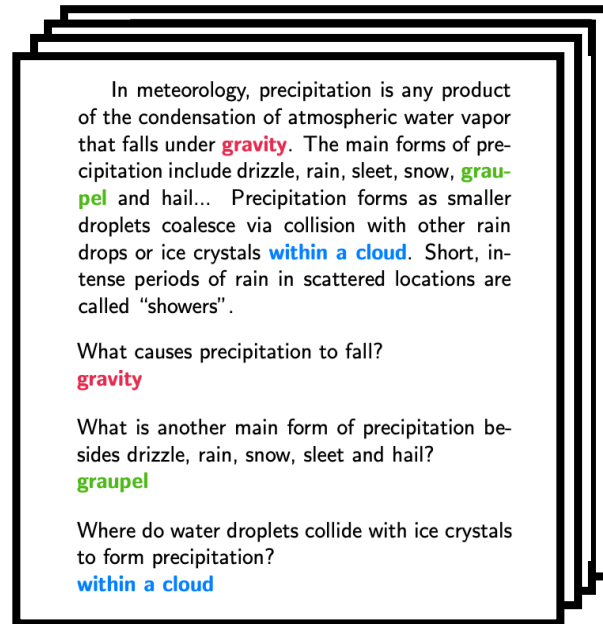 In meteorology, precipitation is any product
of the condensation of atmospheric water vapor
that falls under gravity. The main forms of pre-
cipitation include drizzle, rain, sleet, snow, grau-
pel and hail... Precipitation forms as smaller
droplets coalesce via collision with other rain
drops or ice crystals within a cloud. Short, in-
tense periods of rain in scattered locations are
called “showers”.
What causes precipitation to fall?
gravity
What is another main form of precipitation be-
sides drizzle, rain, snow, sleet and hail?
graupel
Where do water droplets collide with ice crystals
to form precipitation?
within a cloud